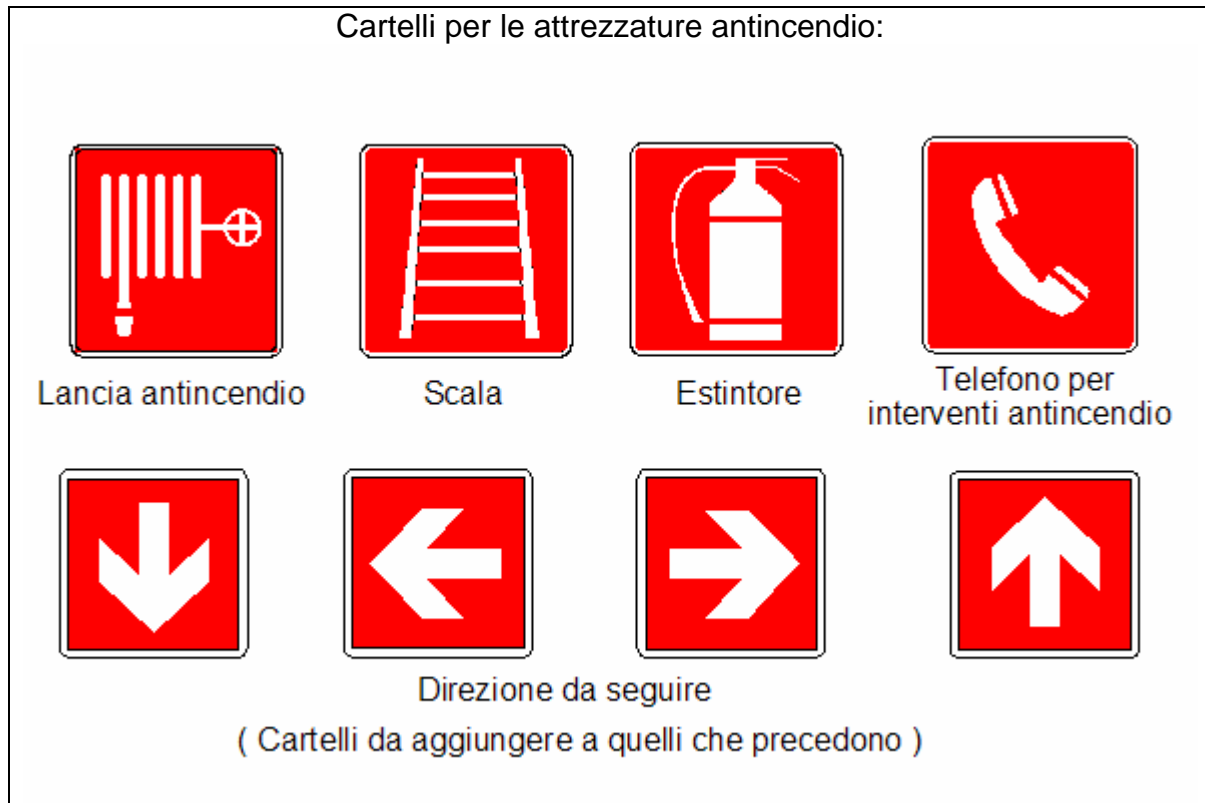 Cartelli per le attrezzature antincendio:
Lancia antincendio
Scala
Estintore
Telefono per
interventi antincendio
Direzione da seguire
( Cartelli da aggiungere a quelli che precedono )